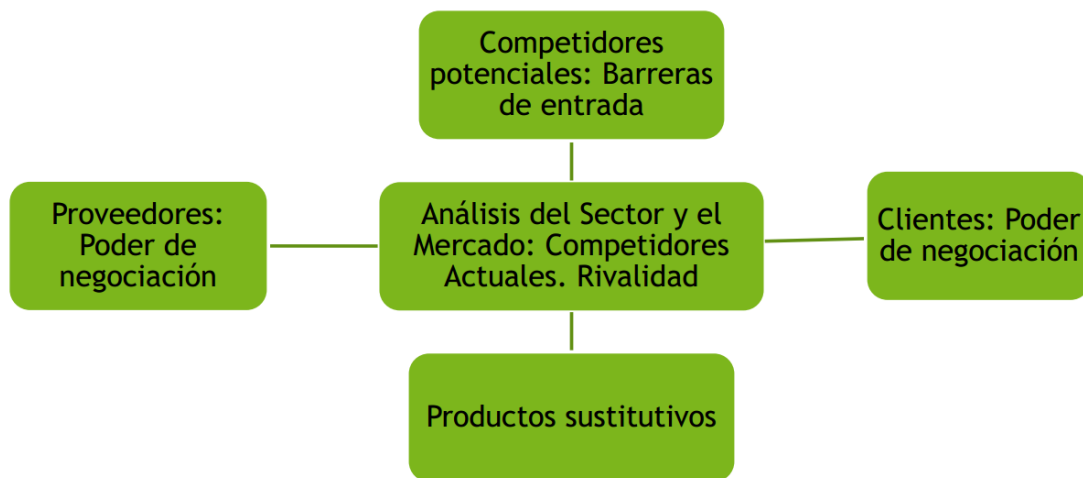 Competidores
potenciales: Barreras
de entrada
Proveedores:
Poder de
negociación
Análisis del Sector y el
Mercado: Competidores
Actuales. Rivalidad
Clientes: Poder
de negociación
Productos sustitutivos